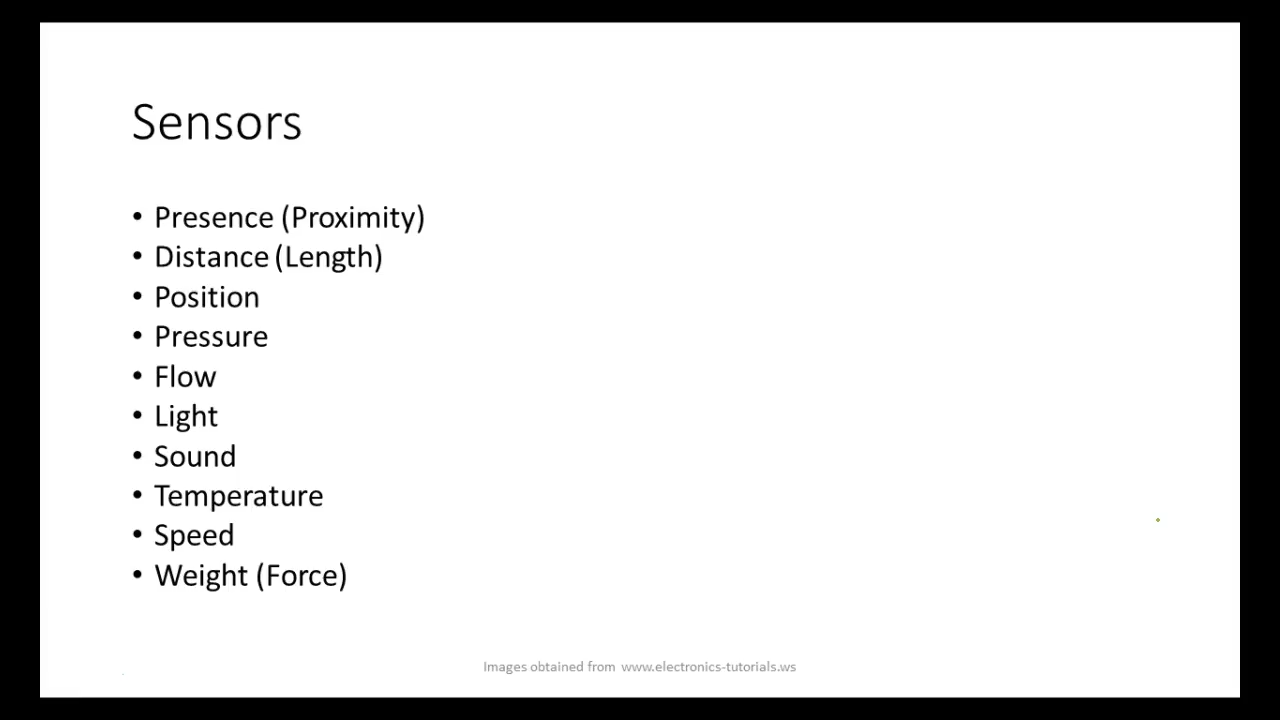 Sensors
• Presence (Proximity)
• Distance (Length)
• Position
• Pressure
• Flow
• Light
• Sound
• Temperature
• Speed
• Weight (Force)
Images obtained from www.electronics-tutorials.ws